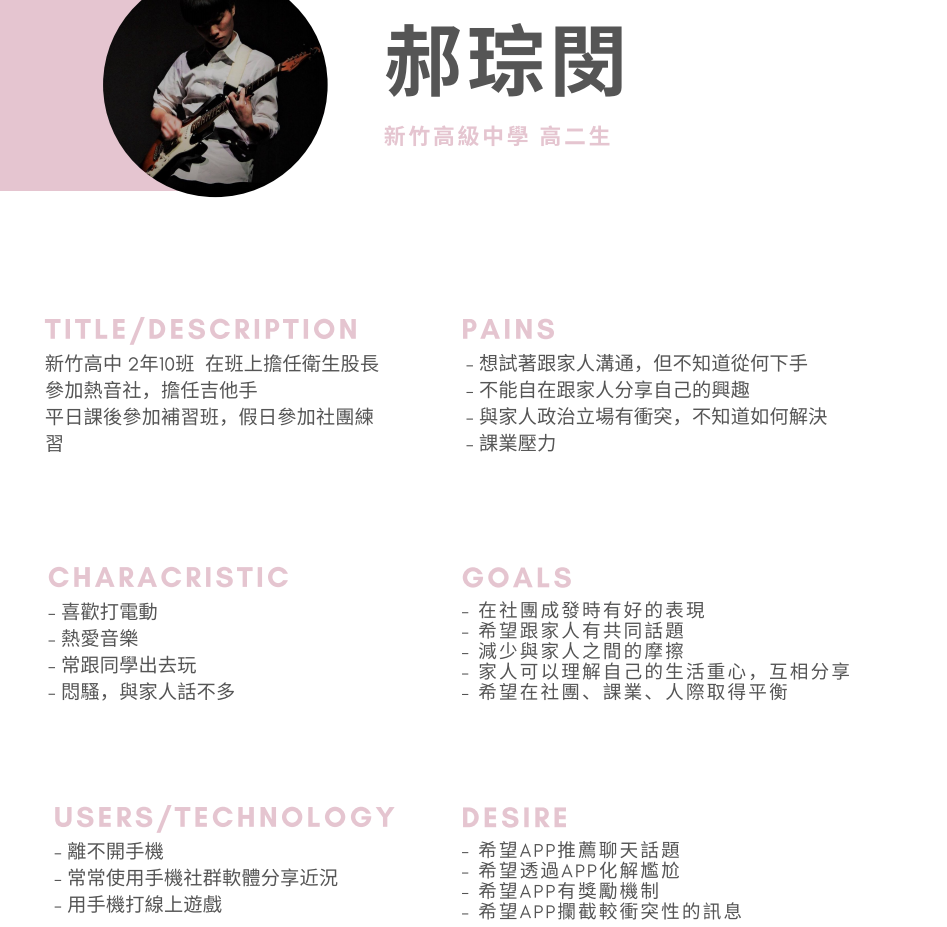 郝琮閔
新竹高級中學 高二生
TITLE/DESCRIPTION
新竹高中 2年10班 在班上擔任衛生股長
參加熱音社，擔任吉他手
平日課後參加補習班，假日參加社團練
習
PAINS
- 想試著跟家人溝通，但不知道從何下手
- 不能自在跟家人分享自己的興趣
- 與家人政治立場有衝突，不知道如何解決
- 課業壓力
CHARACRISTIC
- 喜歡打電動
- 熱愛音樂
- 常跟同學出去玩
- 悶騷，與家人話不多
GOALS
- 在社團成發時有好的表現
- 希望跟家人有共同話題
- 減少與家人之間的摩擦
- 家人可以理解自己的生活重心，互相分享
- 希望在社團、課業、人際取得平衡
USERS/TECHNOLOGY
- 離不開手機
- 常常使用手機社群軟體分享近況
- 用手機打線上遊戲
DESIRE
- 希望APP推薦聊天話題
- 希望透過APP化解尷尬
- 希望APP有獎勵機制
- 希望APP攔截較衝突性的訊息